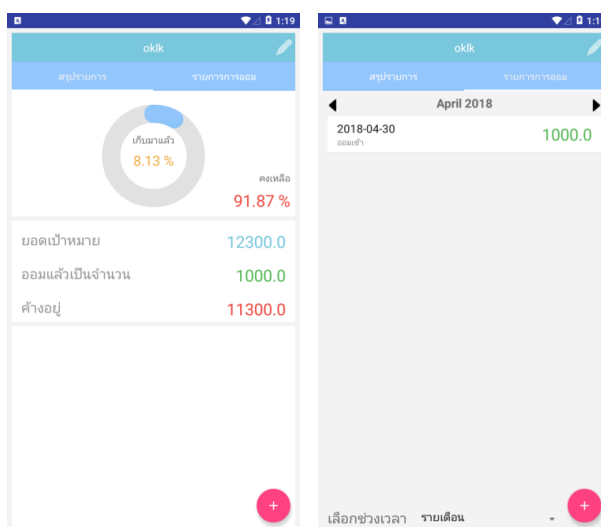 1:19
oklk
สรุปรายการ
รายการการออม
เก็บมาแล้ว
8.13 %
คงเหลือ
91.87 %
ยอดเป้าหมาย
12300.0
ออมแล้วเป็นจำนวน
1000.0
ค้างอยู่
11300.0
+
1:1
oklk
สรุปรายการ
รายการการออม
April 2018
2018-04-30
ออมเข้า
1000.0
เลือกช่วงเวลา
รายเดือน
+